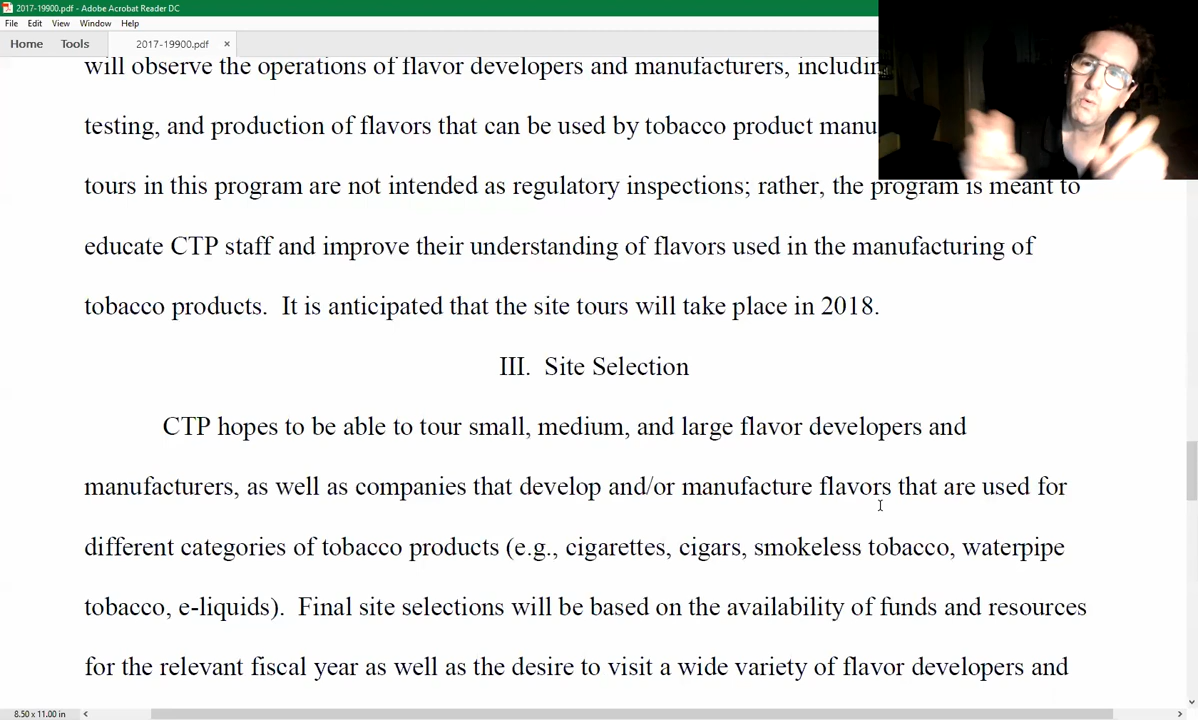 2017-19900.pdf - Adobe Acrobat Reader DC
File Edit View Window Help
Home Tools 2017-19900.pdf ×
will observe the operations of flavor developers and manufacturers,
testing, and production of flavors that can be used by tobacco product
tours in this program are not intended as regulatory inspections; rather, the program is meant to
educate CTP staff and improve their understanding of flavors used in the manufacturing of
tobacco products. It is anticipated that the site tours will take place in 2018.
III. Site Selection
CTP hopes to be able to tour small, medium, and large flavor developers and
manufacturers, as well as companies that develop and/or manufacture flavors that are used for
different categories of tobacco products (e.g., cigarettes, cigars, smokeless tobacco, waterpipe
tobacco, e-liquids). Final site selections will be based on the availability of funds and resources
for the relevant fiscal year as well as the desire to visit a wide variety of flavor developers and
8.50 x 11.00 in